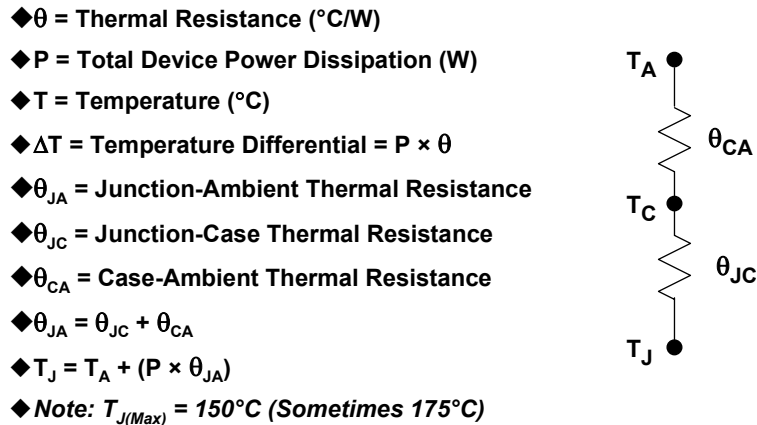 ◆θ = Thermal Resistance (°C/W)
◆P = Total Device Power Dissipation (W)
◆T = Temperature (°C)
◆ΔT = Temperature Differential = P × θ
◆θJA = Junction-Ambient Thermal Resistance
◆θJC = Junction-Case Thermal Resistance
◆θCA = Case-Ambient Thermal Resistance
◆θJA = θJC + θCA
◆TJ = TA + (P × θJA)
◆Note: TJ(Max) = 150°C (Sometimes 175°C)
TA
θCA
TC
θJC
TJ